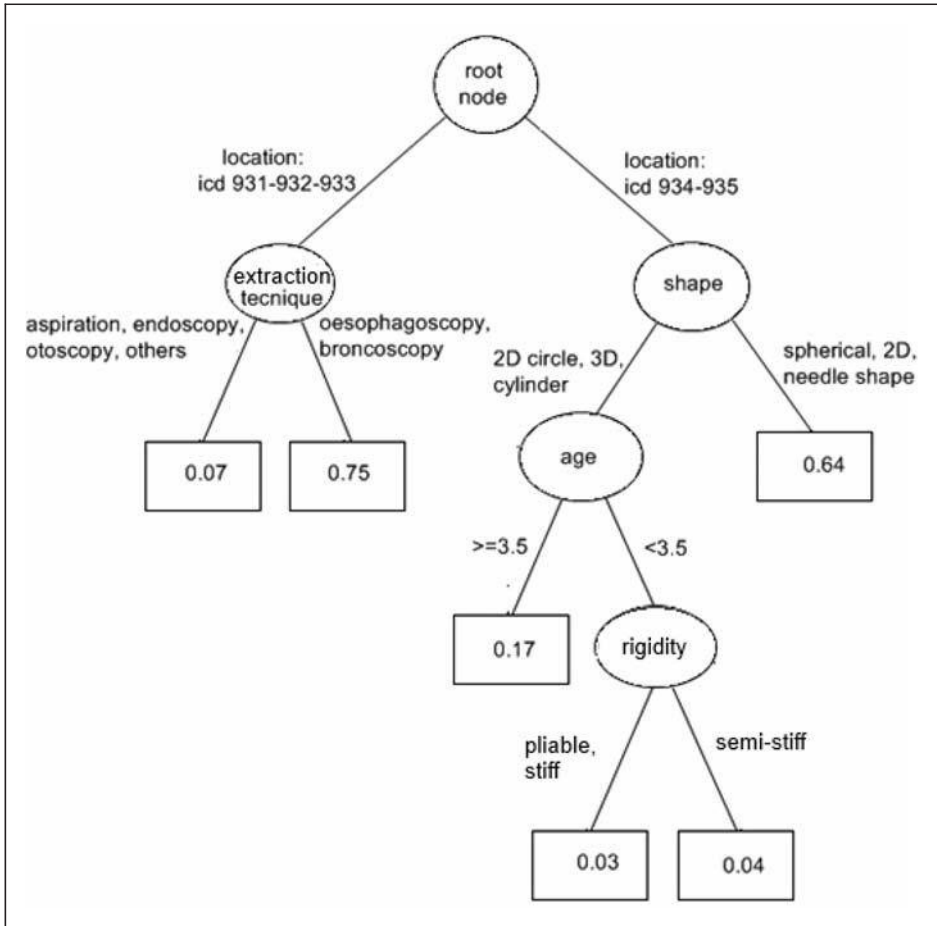 root
node
location:
icd 931-932-933
location:
icd 934-935
extraction
tecnique
shape
aspiration, endoscopy,
otoscopy, others
oesophagoscopy,
broncoscopy
2D circle, 3D,
cylinder
spherical, 2D,
needle shape
0.07
0.75
age
0.64
>=3.5
<3.5
0.17
rigidity
pliable,
stiff
semi-stiff
0.03
0.04